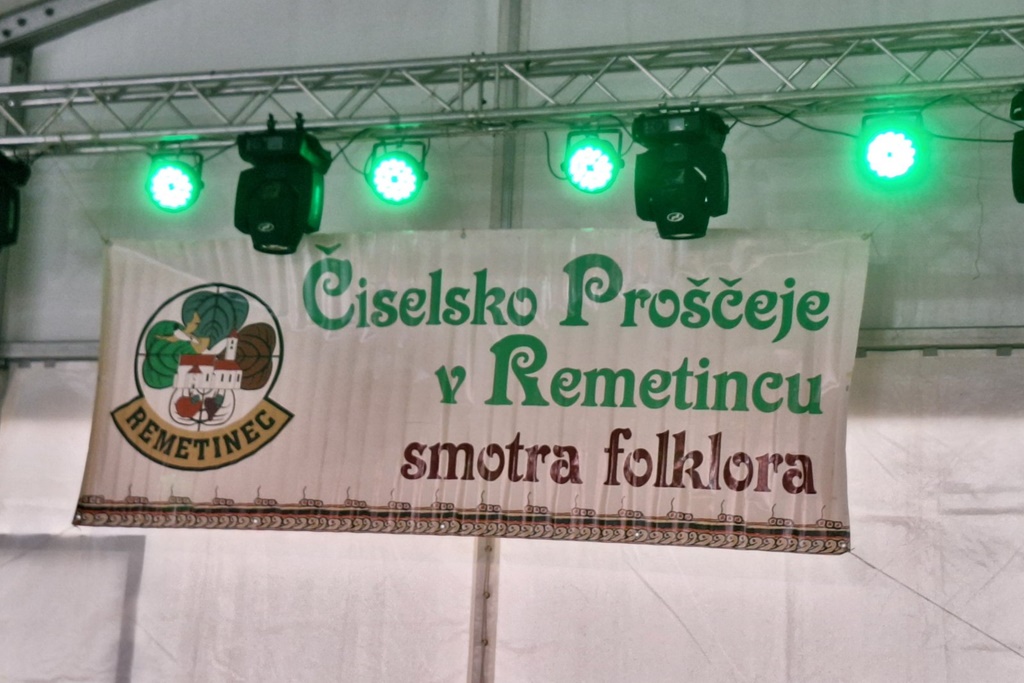 Čiselsko Proščeje
v Remetincu
smotra folklora
REMETINEC